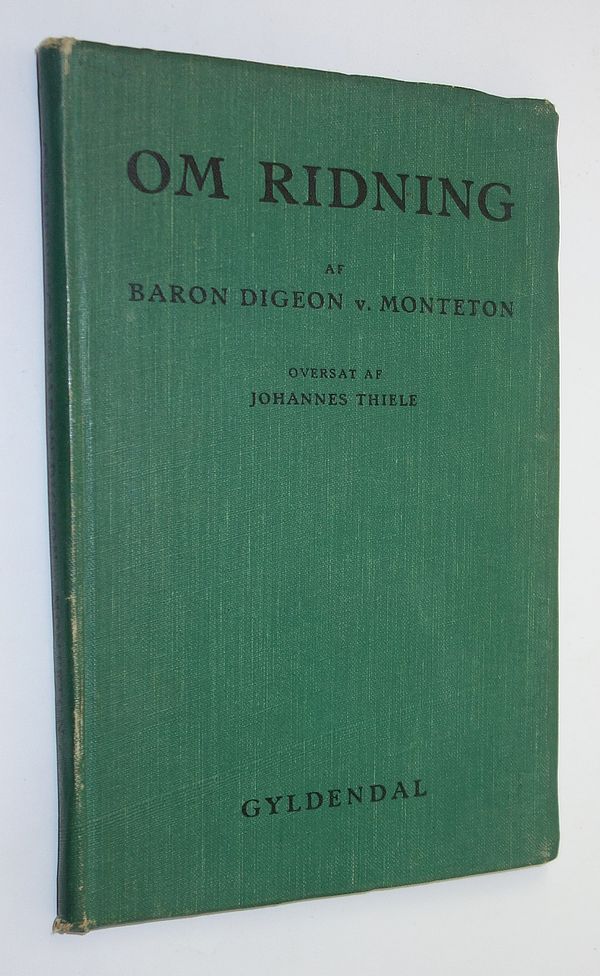 OM RIDNING
AF
BARON DIGEON v. MONTETON
OVERSAT AF
JOHANNES THIELE
GYLDENDAL